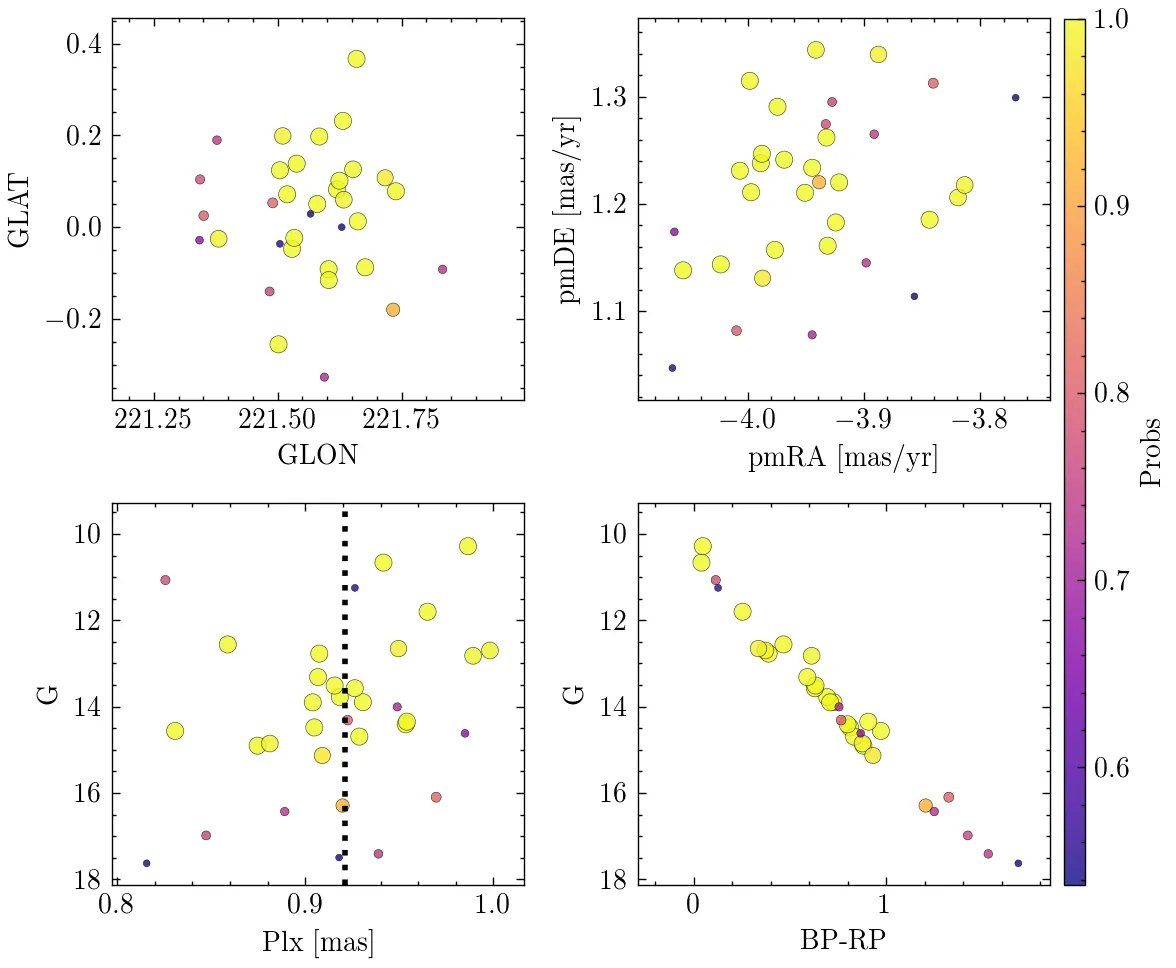 0.4
0.2
0.0
−0.2
GLAT
221.25 221.50 221.75
GLON
1.3
1.2
1.1
pmDE [mas/yr]
−4.0 −3.9 −3.8
pmRA [mas/yr]
10
12
14
16
18
G
0.8 0.9 1.0
Plx [mas]
10
12
14
16
18
G
0 1
BP-RP
1.0
0.9
0.8
0.7
0.6
Probs